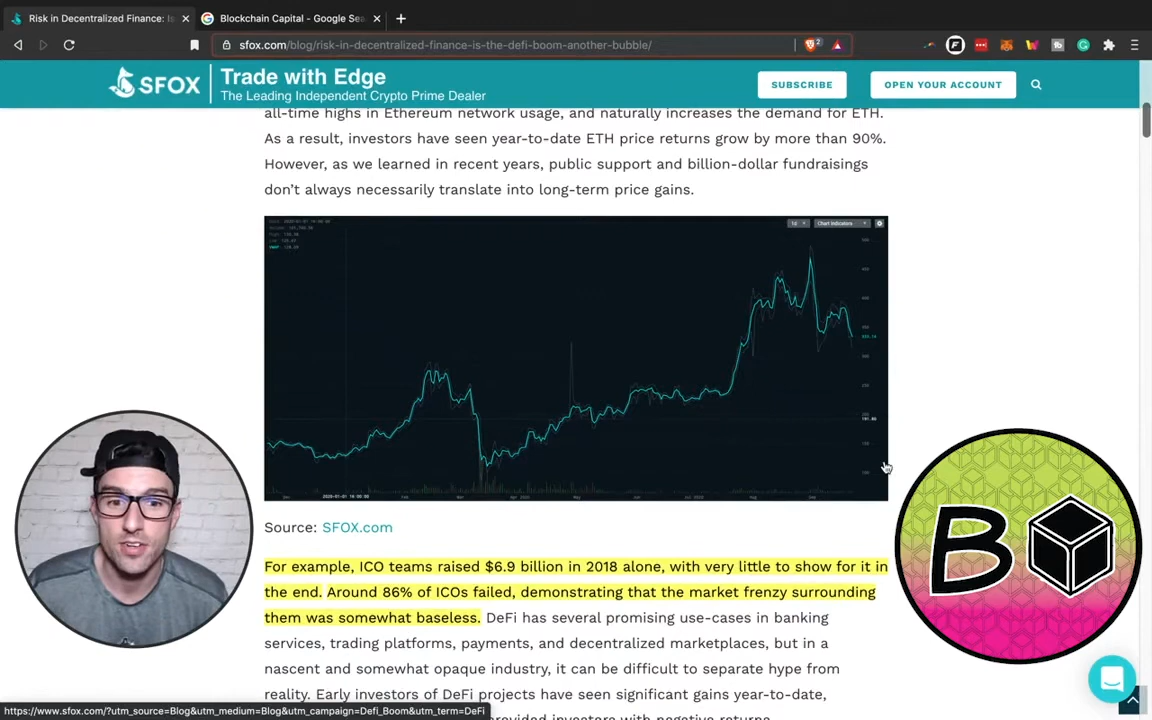 Risk in Decentralized Finance: Is
Blockchain Capital - Google Sea
sfox.com/blog/risk-in-decentralized-finance-is-the-defi-boom-another-bubble/
2
SFOX
Trade with Edge
The Leading Independent Crypto Prime Dealer
SUBSCRIBE
OPEN YOUR ACCOUNT
all-time highs in Ethereum network usage, and naturally increases the demand for ETH.
As a result, investors have seen year-to-date ETH price returns grow by more than 90%.
However, as we learned in recent years, public support and billion-dollar fundraisings
don't always necessarily translate into long-term price gains.
Chart Indicators
Source: SFOX.com
For example, ICO teams raised $6.9 billion in 2018 alone, with very little to show for it in
the end. Around 86% of ICOs failed, demonstrating that the market frenzy surrounding
them was somewhat baseless. DeFi has several promising use-cases in banking
services, trading platforms, payments, and decentralized marketplaces, but in a
nascent and somewhat opaque industry, it can be difficult to separate hype from
reality. Early investors of DeFi projects have seen significant gains year-to-date,
provided investors with negative returns
B
https://www.sfox.com/?utm_source=Blog&utm_medium=Blog&utm_campaign=Defi_Boom&utm_term=DeFi